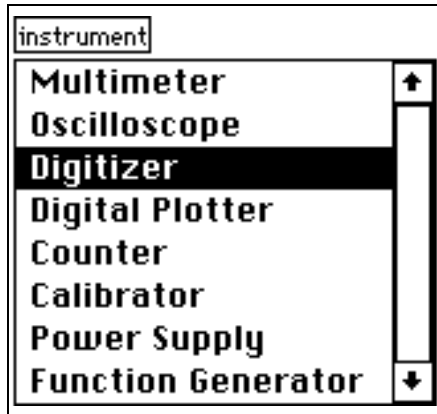 instrument
Multimeter
Oscilloscope
Digitizer
Digital Plotter
Counter
Calibrator
Power Supply
Function Generator